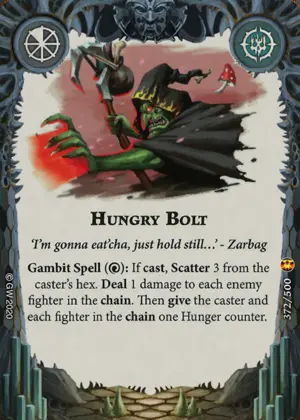 HUNGRY BOLT
'I'm gonna eat'cha, just hold still...' - Zarbag
Gambit Spell (): If cast, Scatter 3 from the
caster's hex. Deal 1 damage to each enemy
fighter in the chain. Then give the caster and
each fighter in the chain one Hunger counter.
© GW 2020
372/500